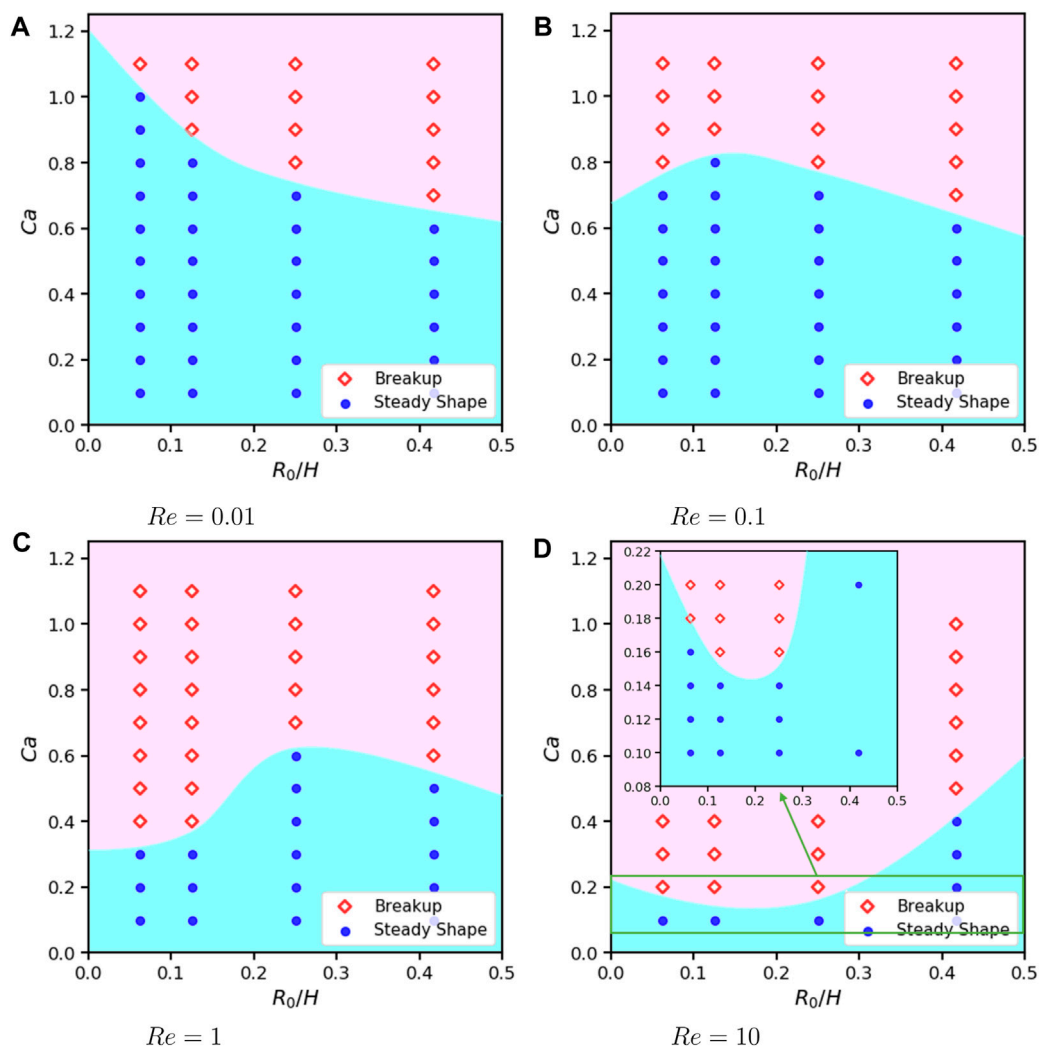 A
1.2
1.0
0.8
0.6
0.4
0.2
0.0
Ca
Breakup
Steady Shape
0.0 0.1 0.2 0.3 0.4 0.5
R₀/H
Re = 0.01
B
1.2
1.0
0.8
0.6
0.4
0.2
0.0
Ca
Breakup
Steady Shape
0.0 0.1 0.2 0.3 0.4 0.5
R₀/H
Re = 0.1
C
1.2
1.0
0.8
0.6
0.4
0.2
0.0
Ca
Breakup
Steady Shape
0.0 0.1 0.2 0.3 0.4 0.5
R₀/H
Re = 1
D
1.2
1.0
0.8
0.6
0.4
0.2
0.0
Ca
0.22
0.20
0.18
0.16
0.14
0.12
0.10
0.08
0.0 0.1 0.2 0.3 0.4 0.5
Breakup
Steady Shape
0.0 0.1 0.2 0.3 0.4 0.5
R₀/H
Re = 10